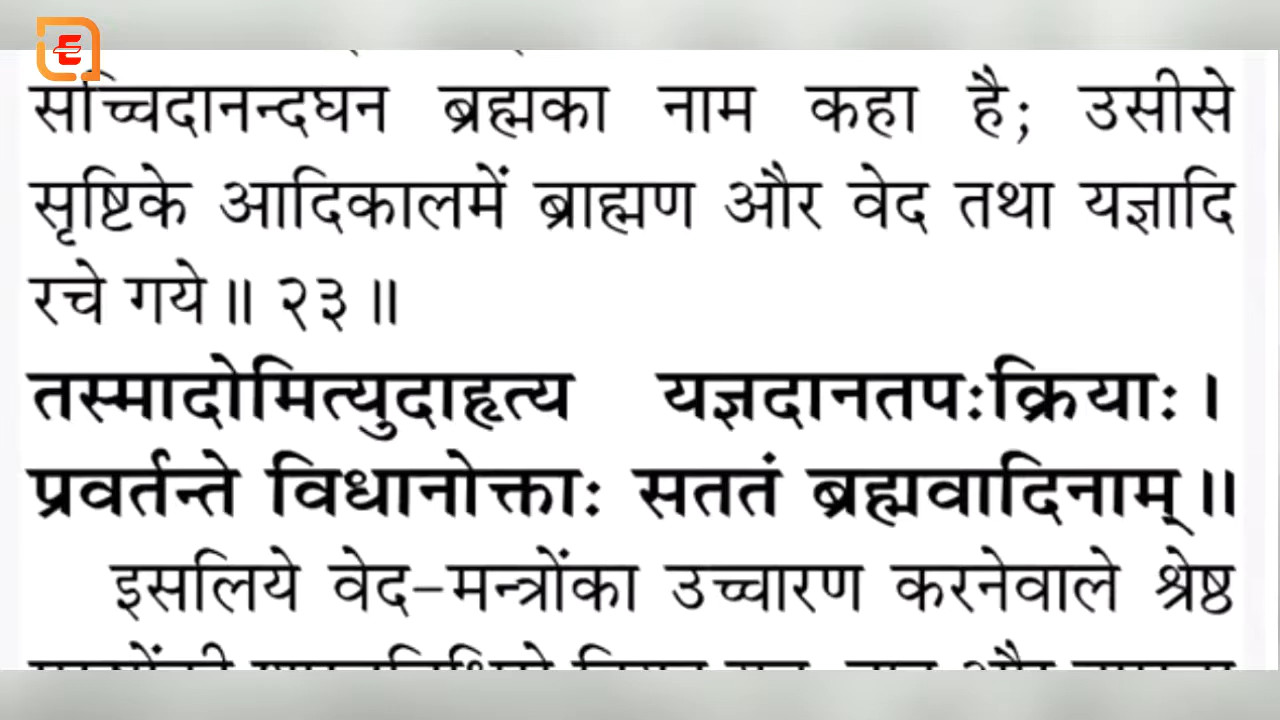 सच्चिदानन्दघन ब्रह्मका नाम कहा है; उसीसे
सृष्टिके आदिकालमें ब्राह्मण और वेद तथा यज्ञादि
रचे गये॥ २३॥
तस्मादोमित्युदाहृत्य यज्ञदानतपःक्रियाः।
प्रवर्तन्ते विधानोक्ताः सततं ब्रह्मवादिनाम्॥
इसलिये वेद-मन्त्रोंका उच्चारण करनेवाले श्रेष्ठ